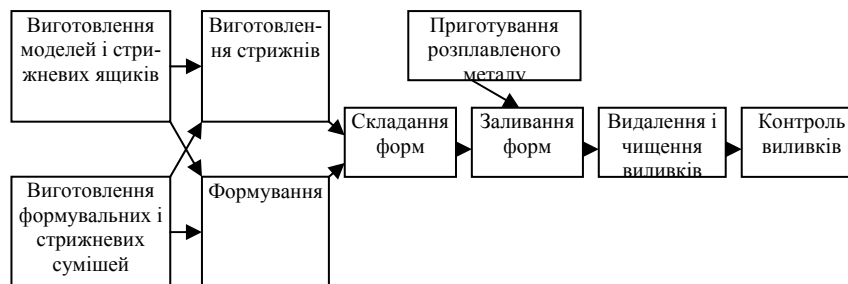 Виготовлення
моделей і стри-
жневих ящиків
Виготовлен-
ня стрижнів
Приготування
розплавленого
металу
Складання
форм
Заливання
форм
Видалення і
чищення
виливків
Контроль
виливків
Виготовлення
формувальних і
стрижневих
сумішей
Формування